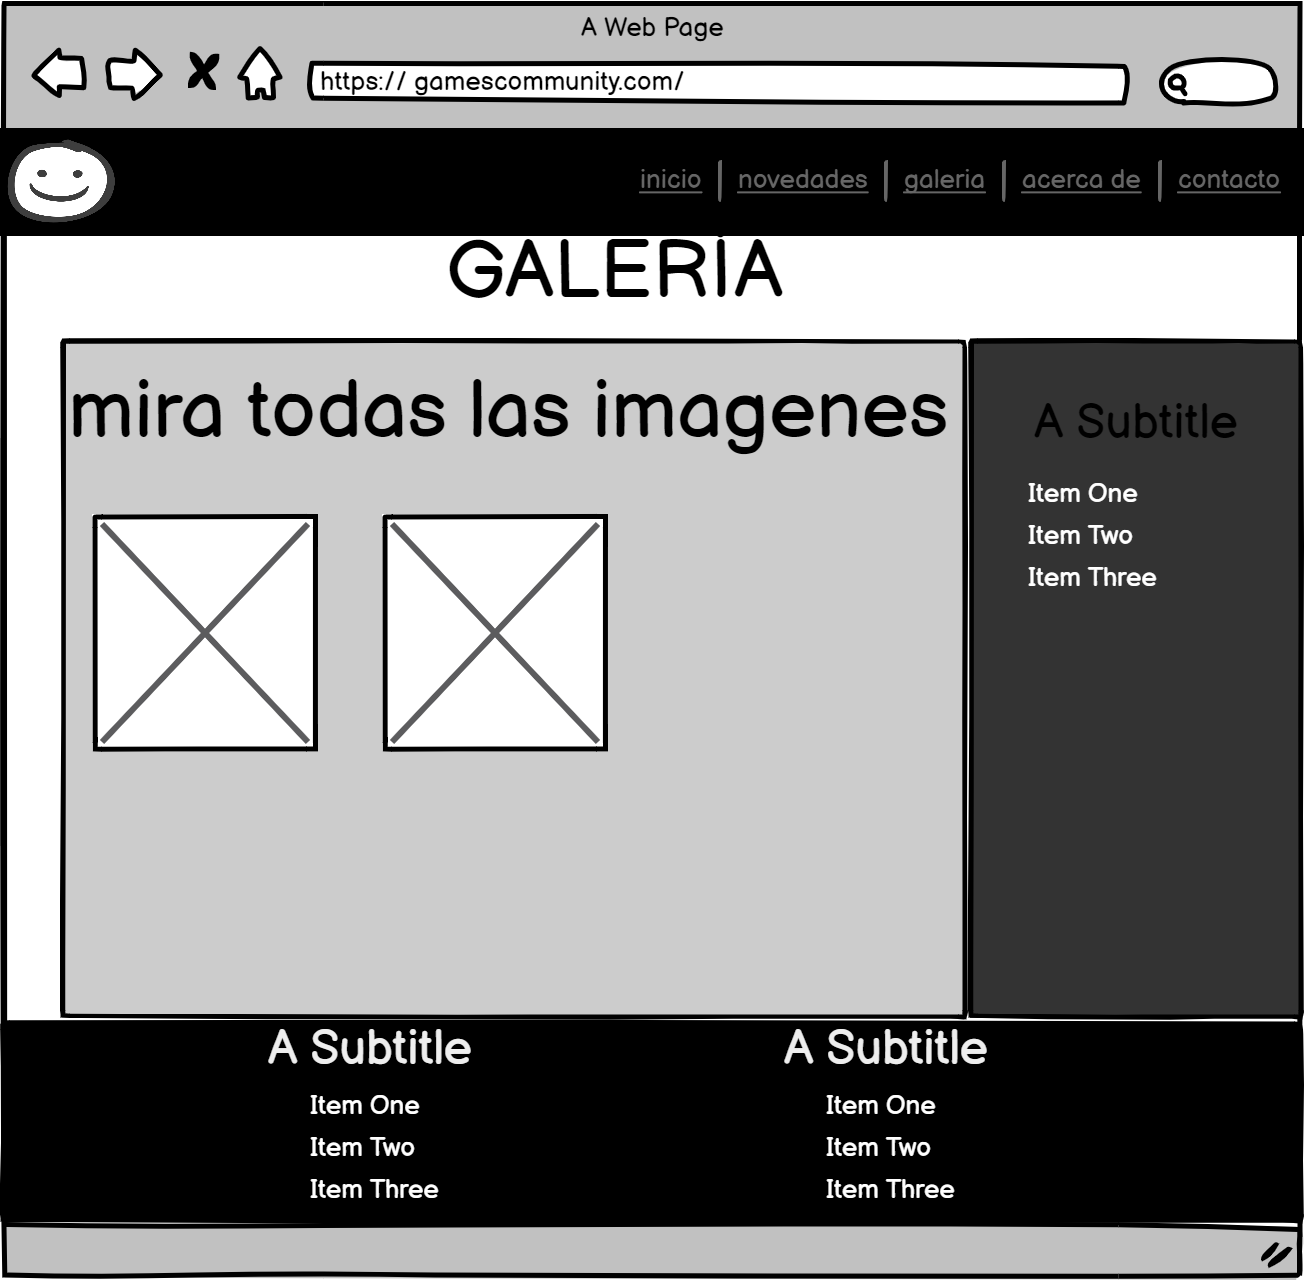 A Web Page
https:// gamescommunity.com/
inicio | novedades | galeria | acerca de | contacto
GALERÍA
mira todas las imagenes
A Subtitle
Item One
Item Two
Item Three
A Subtitle
Item One
Item Two
Item Three
A Subtitle
Item One
Item Two
Item Three